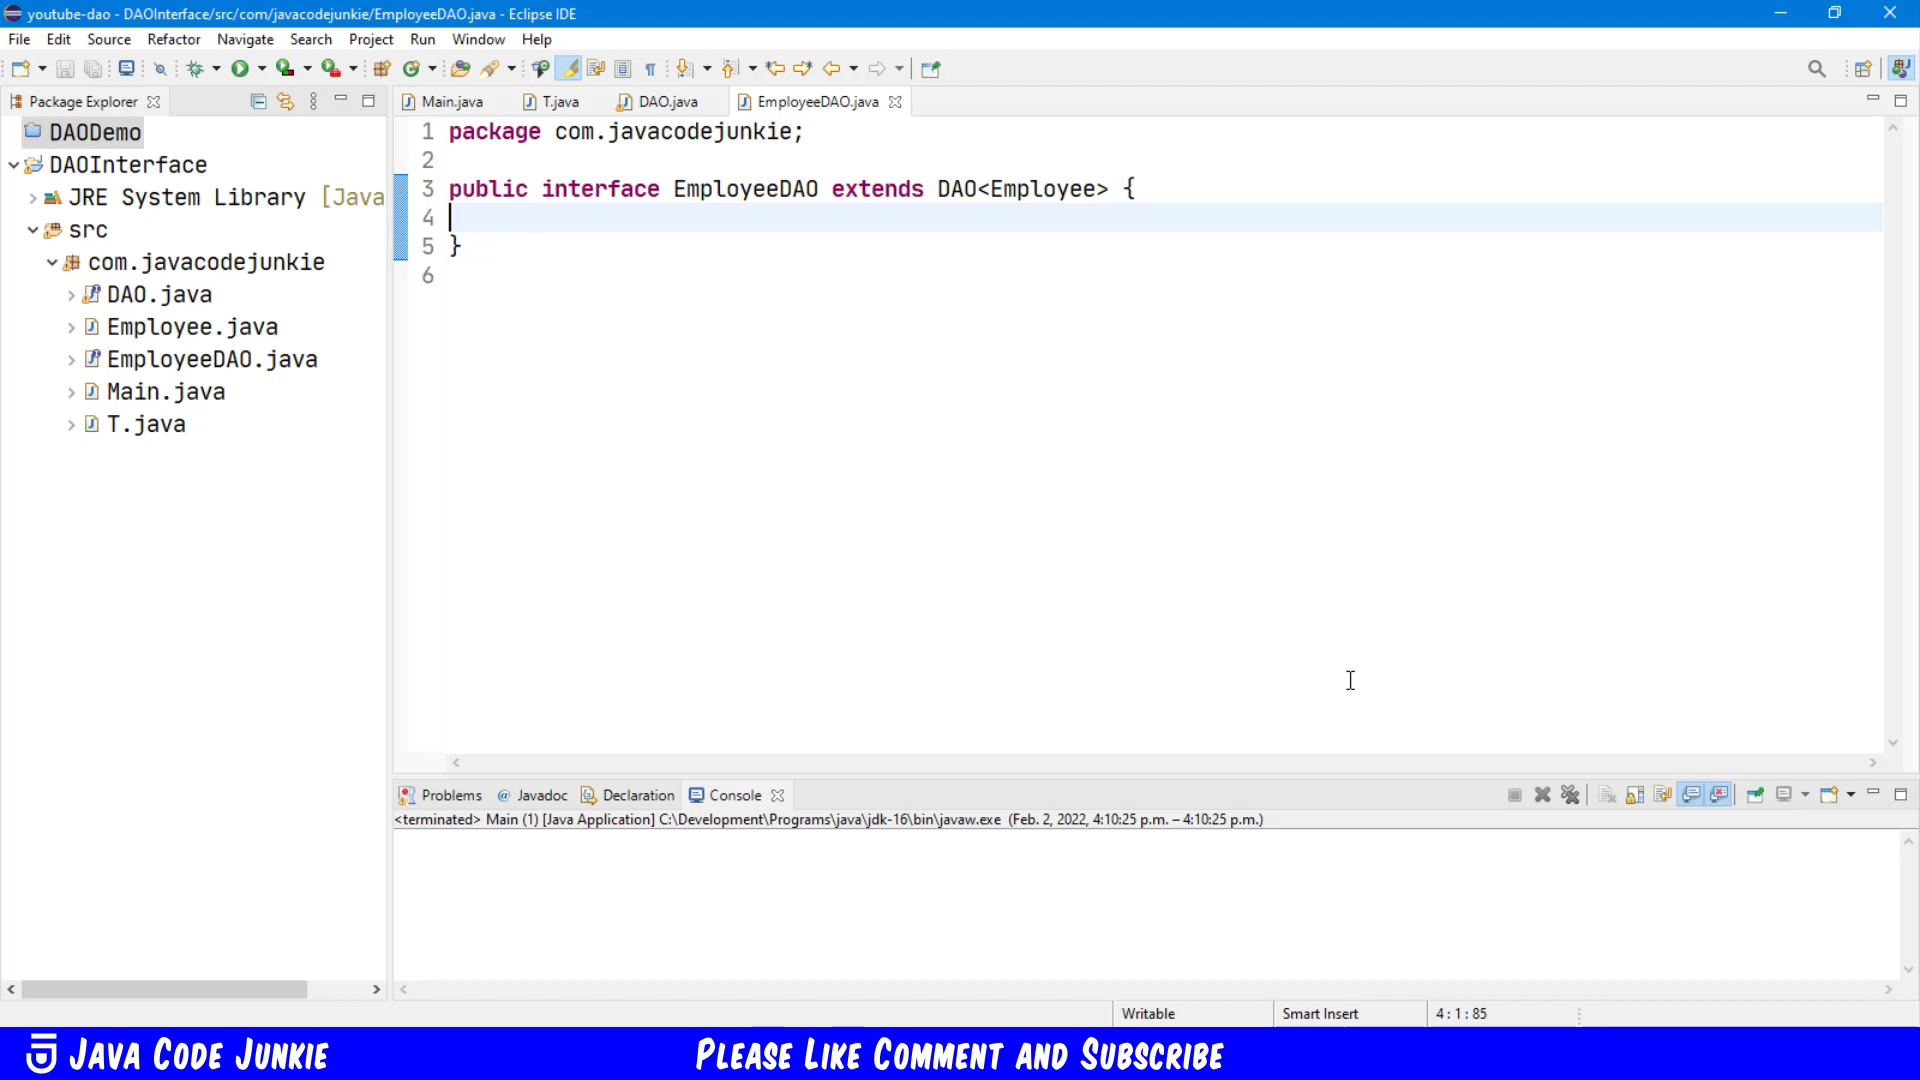 youtube-dao - DAOInterface/src/com/javacodejunkie/EmployeeDAO.java - Eclipse IDE
File Edit Source Refactor Navigate Search Project Run Window Help
Package Explorer
Main.java T.java DAO.java EmployeeDAO.java
DAODemo
DAOInterface
JRE System Library [Java
src
com.javacodejunkie
DAO.java
Employee.java
EmployeeDAO.java
Main.java
T.java
1 package com.javacodejunkie;
2
3 public interface EmployeeDAO extends DAO<Employee> {
4
5 }
6
Problems @ Javadoc Declaration Console
<terminated> Main (1) [Java Application] C:\Development\Programs\java\jdk-16\bin\javaw.exe (Feb. 2, 2022, 4:10:25 p.m. – 4:10:25 p.m.)
Writable Smart Insert 4 : 1 : 85
Java Code Junkie Please Like Comment and Subscribe